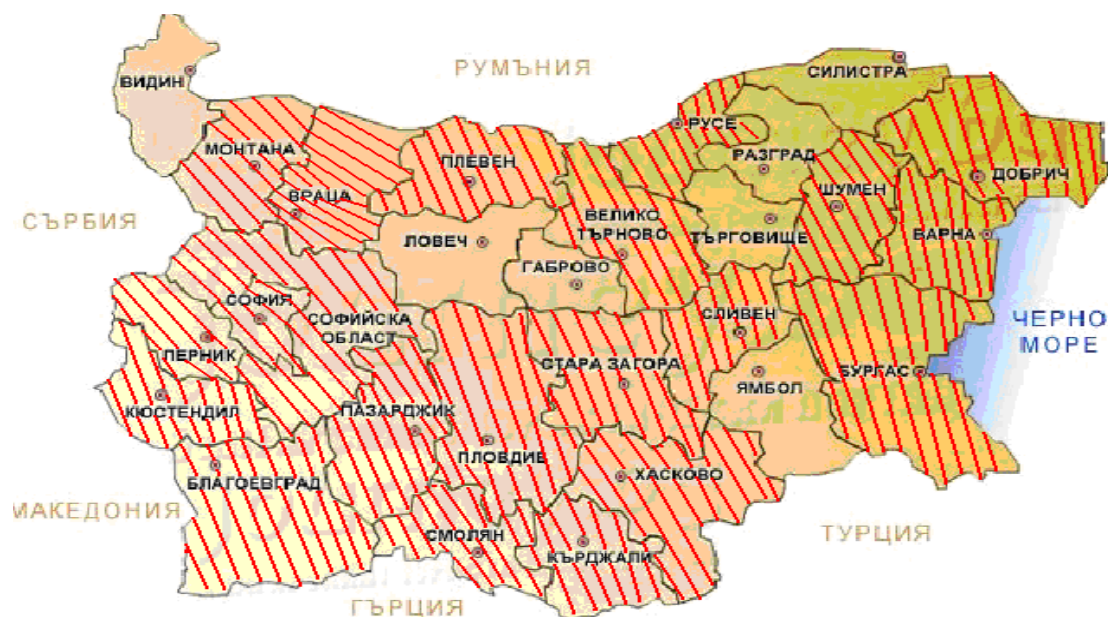 РУМЪНИЯ
СИЛИСТРА
ВИДИН
РУСЕ
МОНТАНА
ПЛЕВЕН
РАЗГРАД
ДОБРИЧ
ВРАЦА
ШУМЕН
СЪРБИЯ
ВЕЛИКО
ТЪРНОВО
ТЪРГОВИЩЕ
ВАРНА
ЛОВЕЧ
ГАБРОВО
СОФИЯ
СОФИЙСКА
ОБЛАСТ
СЛИВЕН
ЧЕРНО
МОРЕ
ПЕРНИК
СТАРА ЗАГОРА
ЯМБОЛ
БУРГАС
КЮСТЕНДИЛ
ПАЗАРДЖИК
ПЛОВДИВ
ХАСКОВО
БЛАГОЕВГРАД
МАКЕДОНИЯ
СМОЛЯН
ТУРЦИЯ
КЪРДЖАЛИ
ГЪРЦИЯ